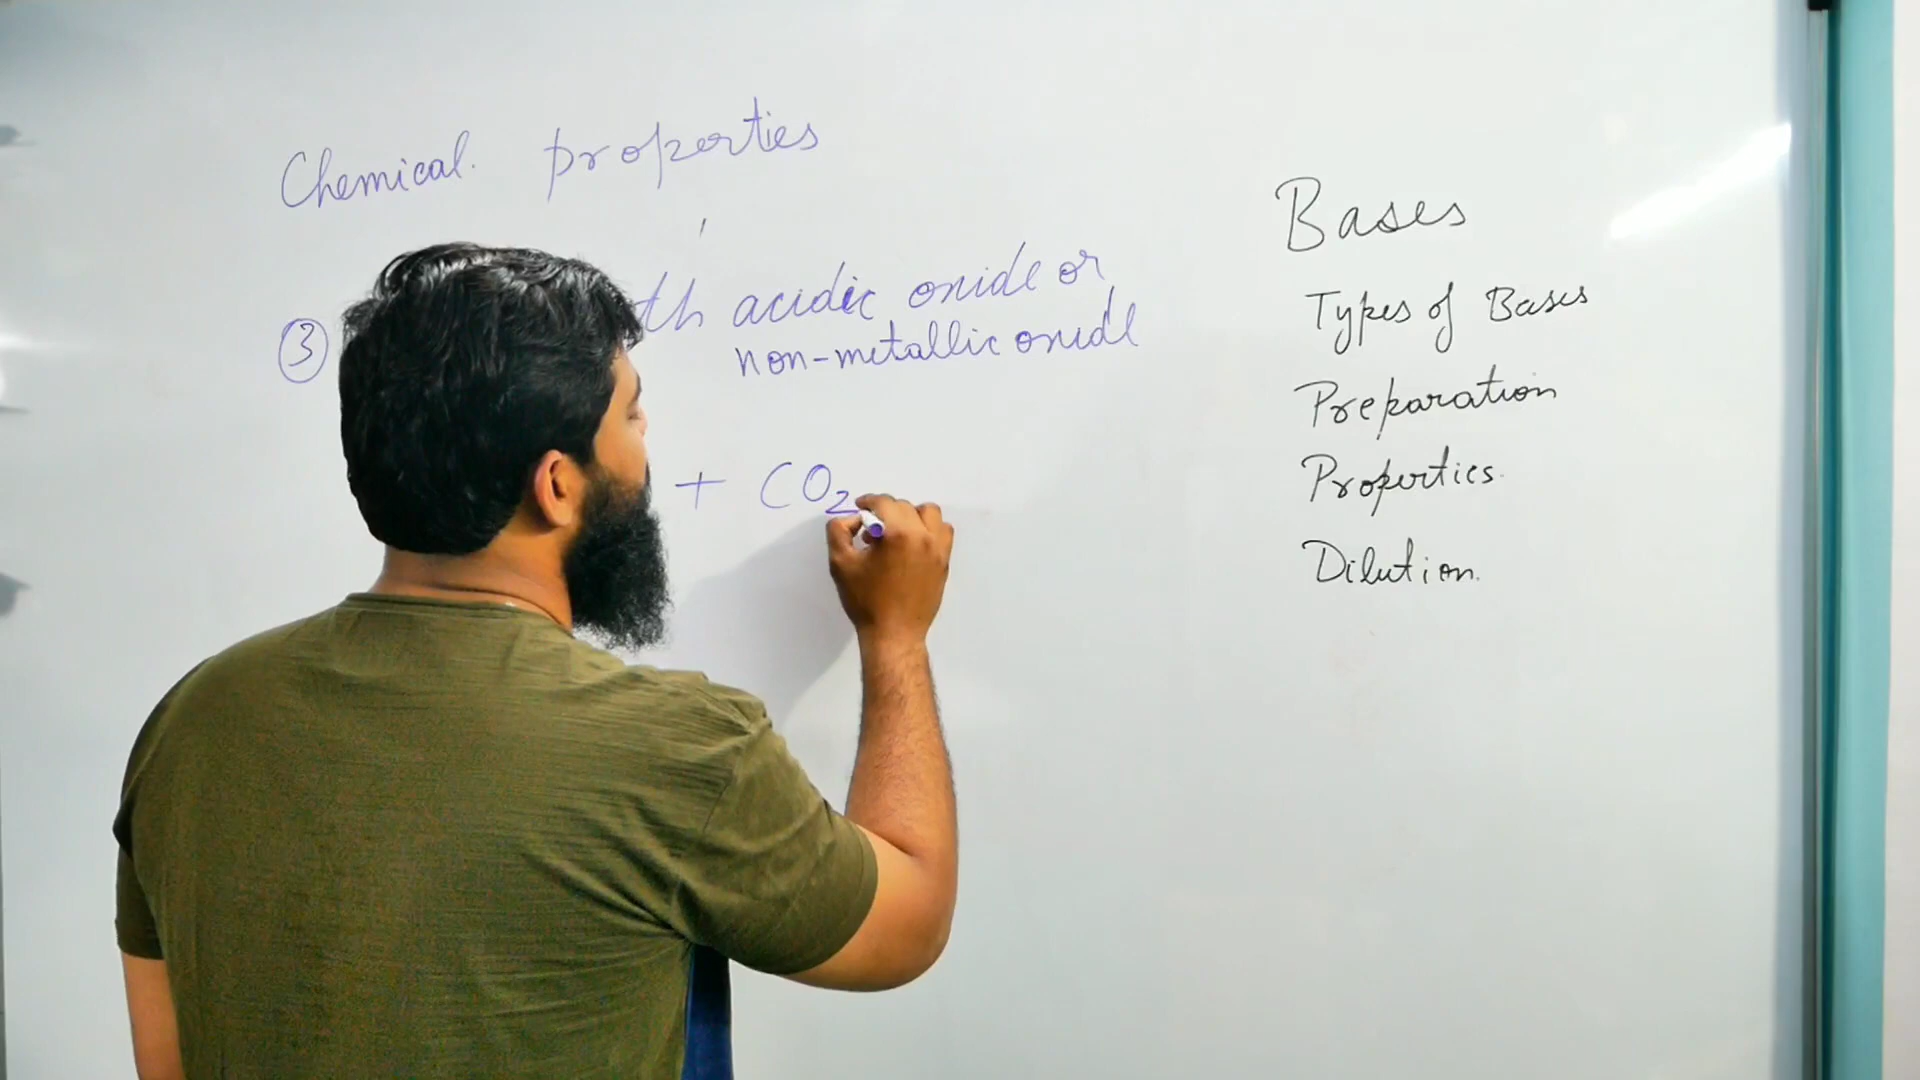 Chemical properties
③ th acidic oxide or
non-metallic oxide
+ CO₂
Bases
Types of Bases
Preparation
Properties
Dilution.